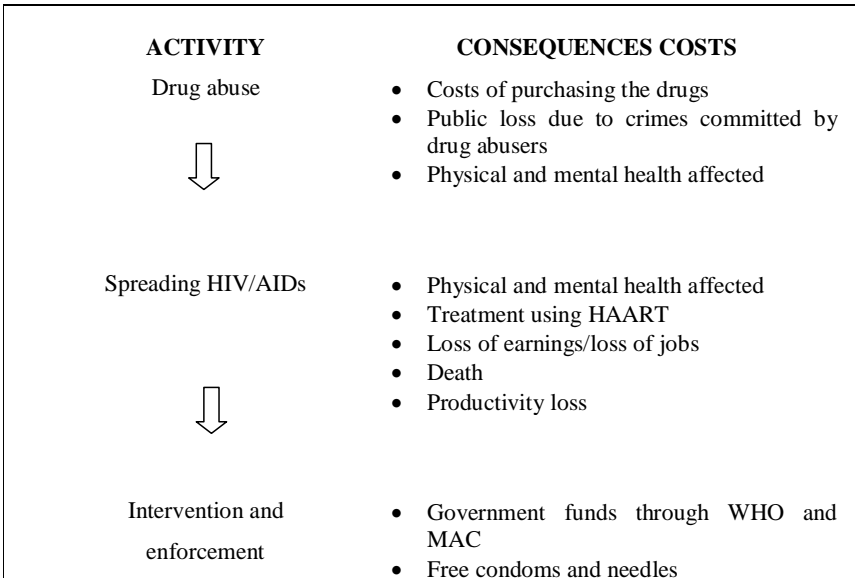 ACTIVITY CONSEQUENCES COSTS
Drug abuse
• Costs of purchasing the drugs
• Public loss due to crimes committed by
drug abusers
• Physical and mental health affected
Spreading HIV/AIDs
• Physical and mental health affected
• Treatment using HAART
• Loss of earnings/loss of jobs
• Death
• Productivity loss
Intervention and
enforcement
• Government funds through WHO and
MAC
• Free condoms and needles